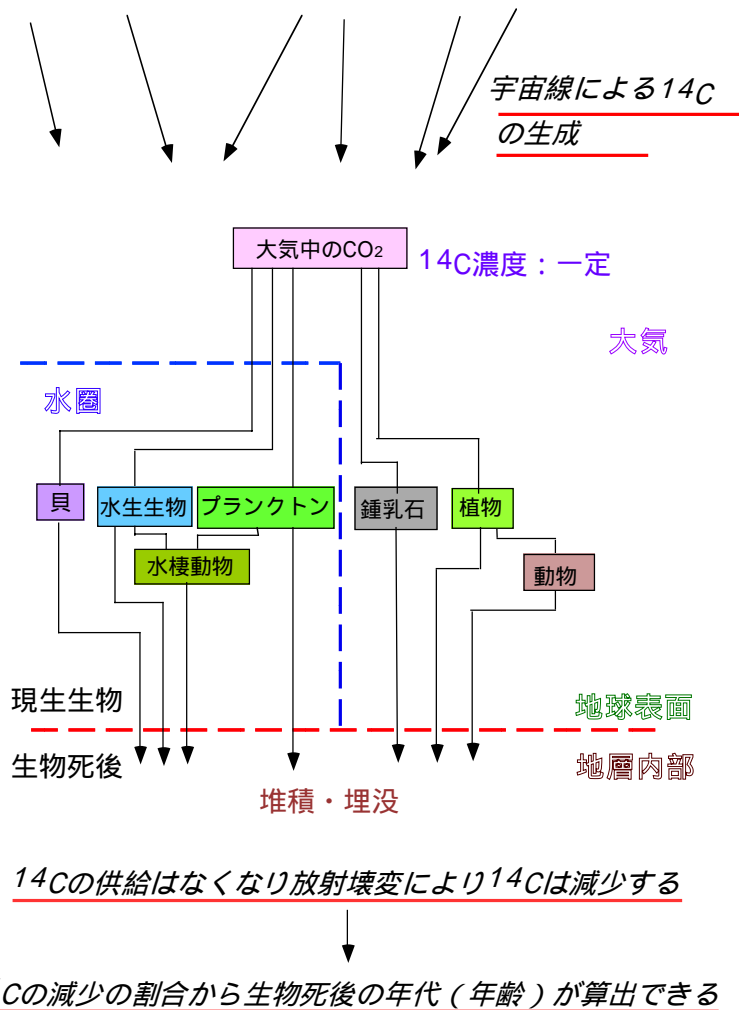 宇宙線による14C
の生成
大気中のCO2
14C濃度：一定
大気
水圏
貝
水生生物
プランクトン
鍾乳石
植物
水棲動物
動物
現生生物
地球表面
生物死後
地層内部
堆積・埋没
14Cの供給はなくなり放射壊変により14Cは減少する
Cの減少の割合から生物死後の年代（年齢）が算出できる